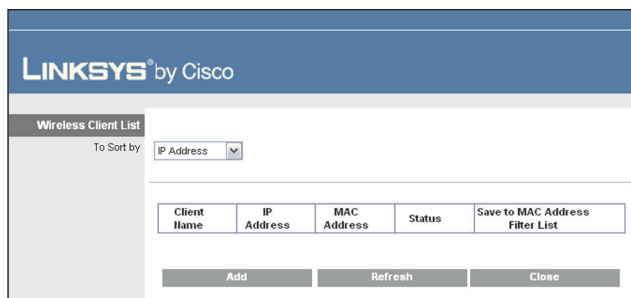 LINKSYS® by Cisco
Wireless Client List
To Sort by
IP Address
Client Name
IP Address
MAC Address
Status
Save to MAC Address Filter List
Add
Refresh
Close